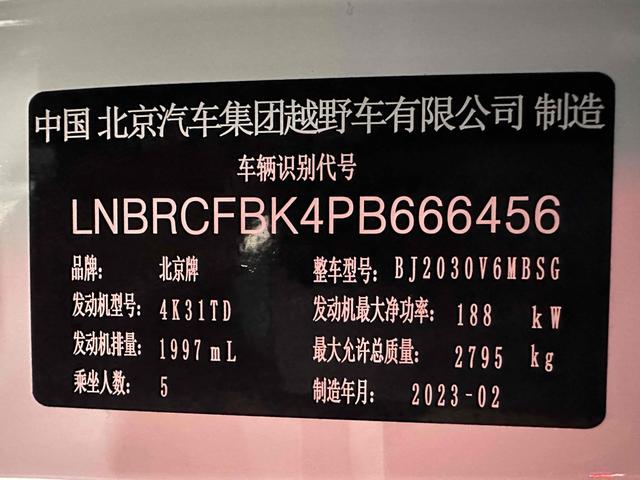 中国 北京汽车集团越野车有限公司 制造
车辆识别代号
LNBRCFBK4PB666456
品牌: 北京牌 整车型号: BJ2030V6MBSG
发动机型号: 4K31TD 发动机最大净功率: 188 kW
发动机排量: 1997 mL 最大允许总质量: 2795 kg
乘坐人数: 5 制造年月: 2023-02